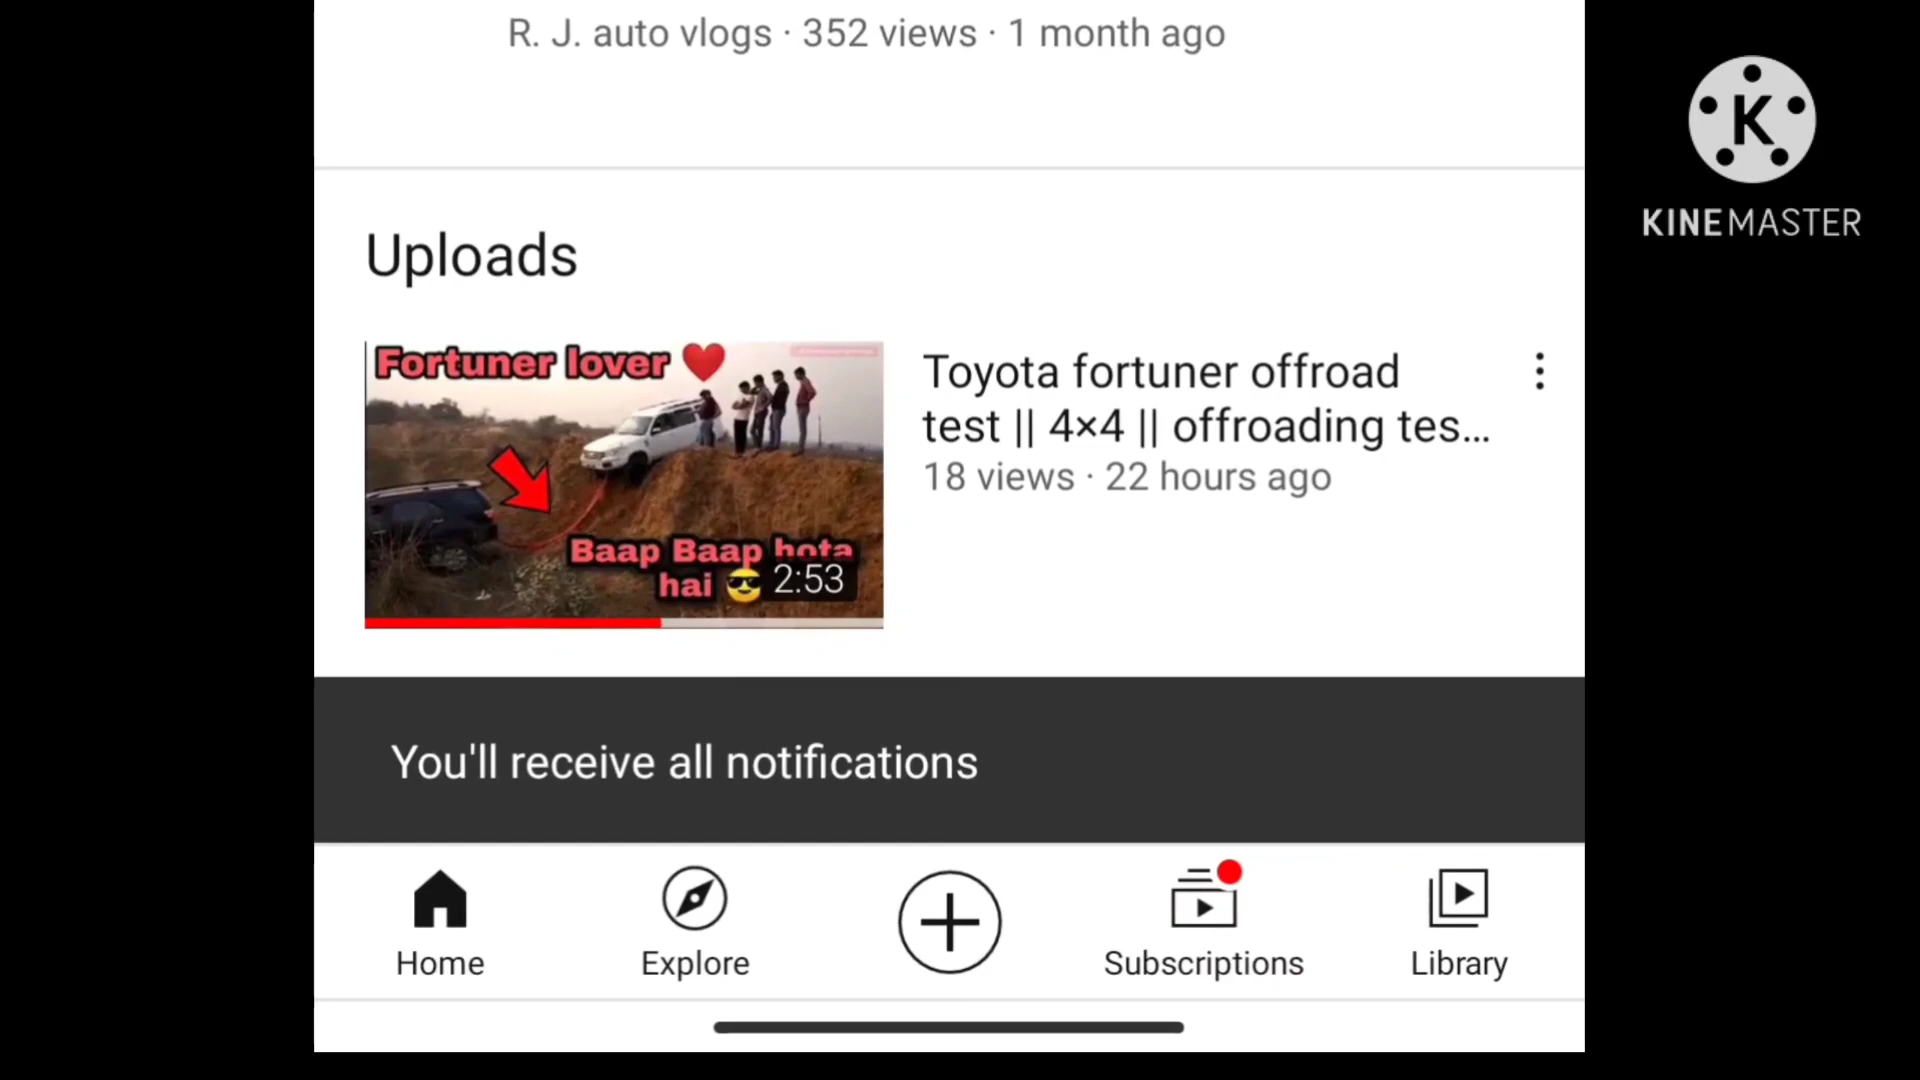 R. J. auto vlogs · 352 views · 1 month ago
K
KINEMASTER
Uploads
Fortuner lover ❤️
Baap Baap hota
hai 😎 2:53
Toyota fortuner offroad
test || 4×4 || offroading tes...
18 views · 22 hours ago
You'll receive all notifications
Home
Explore
Subscriptions
Library